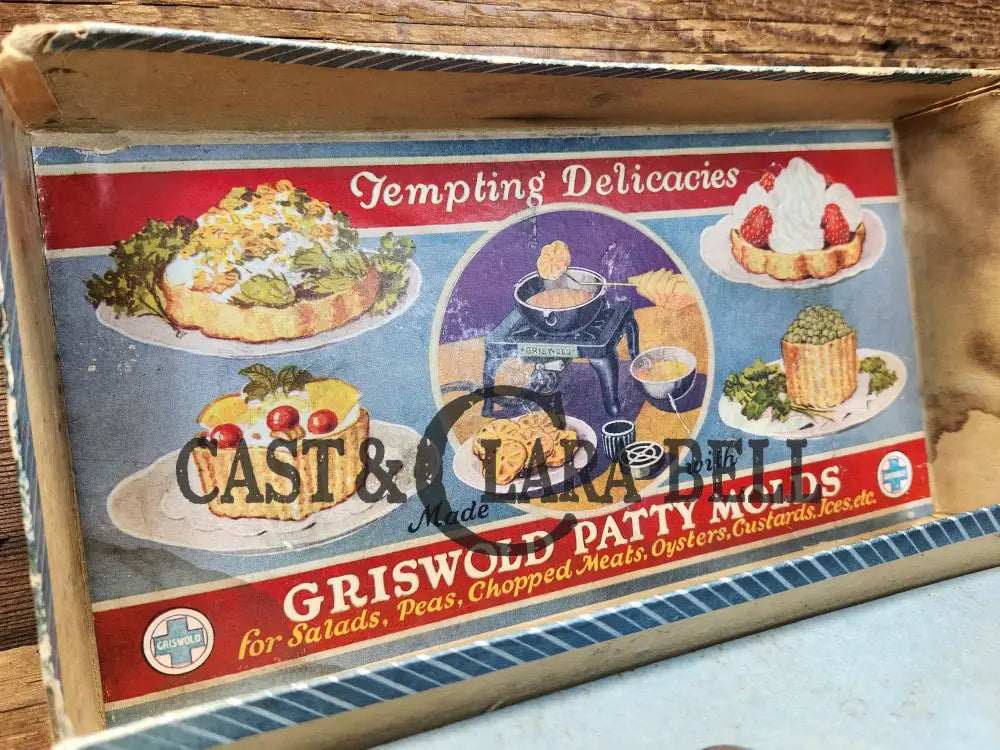 Tempting Delicacies
GRISWOLD
CAST & CLARA BELL
Made with
GRISWOLD PATTY MOLDS
for Salads, Peas, Chopped Meats, Oysters, Custards, Ices, etc.
GRISWOLD
GRISWOLD